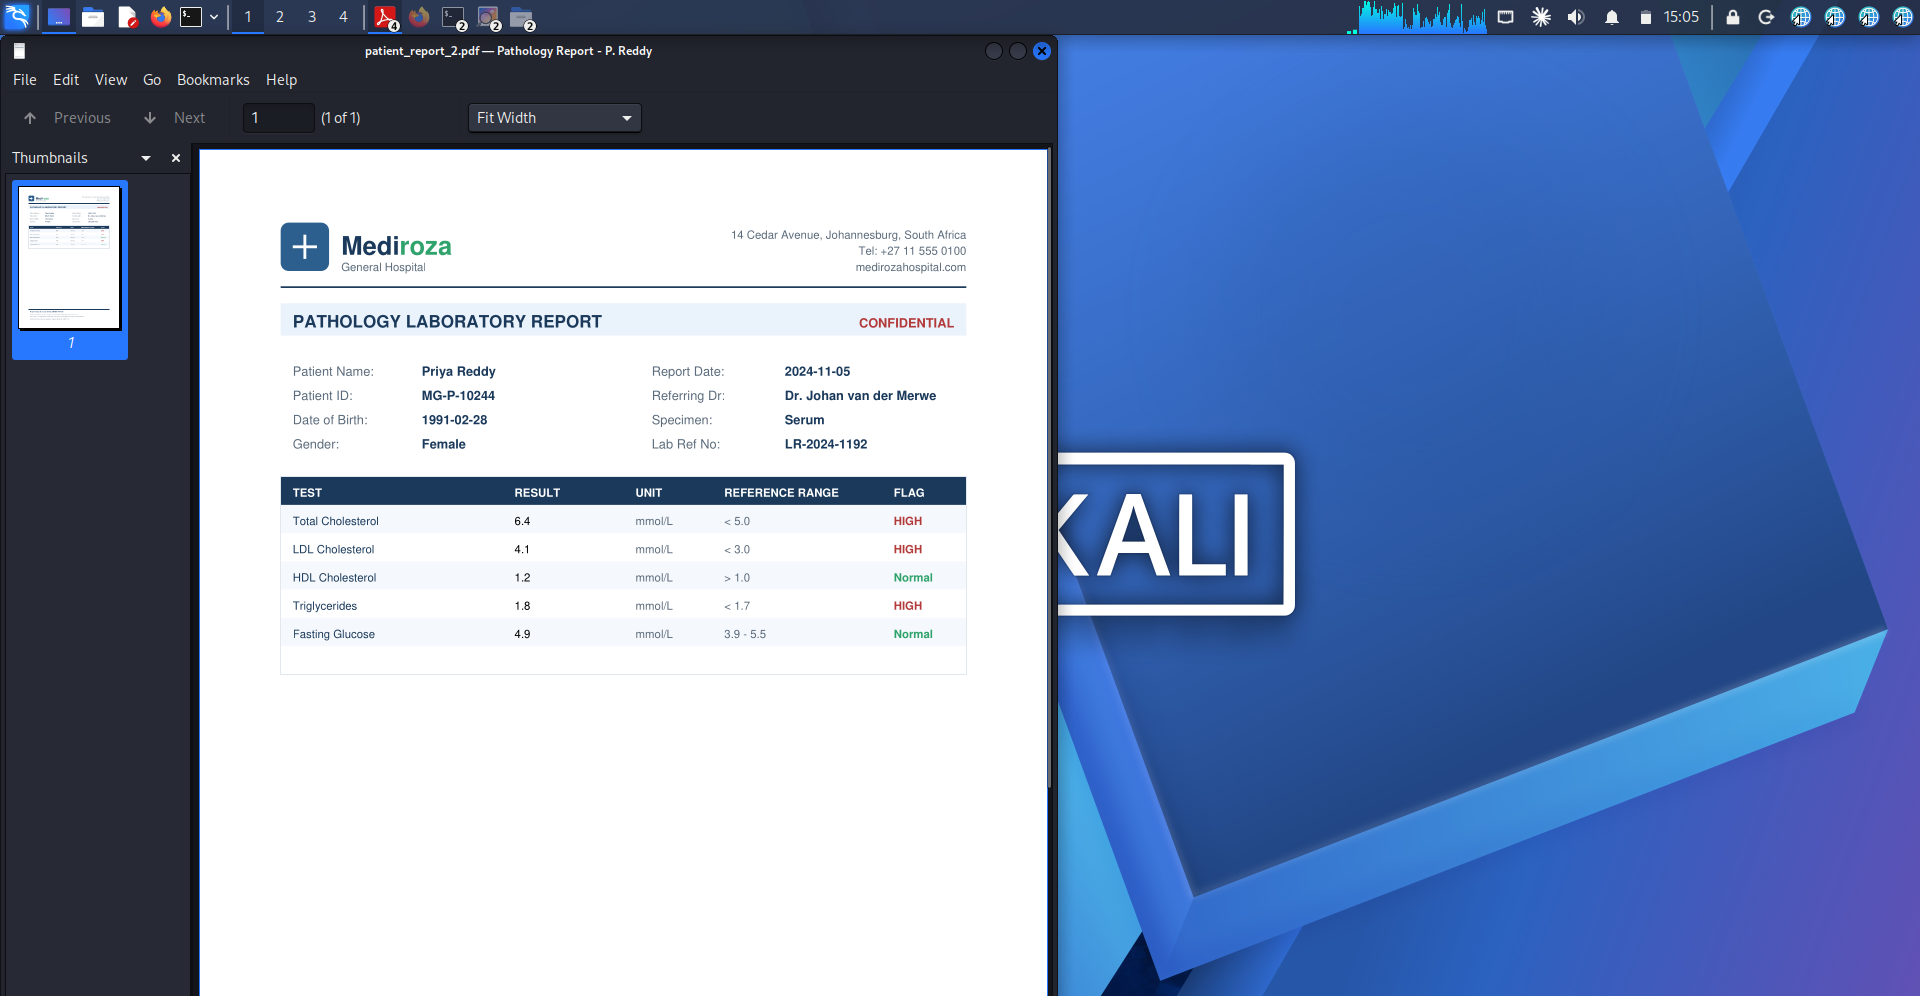 1 2 3 4 4 2 2 2 15:05
patient_report_2.pdf — Pathology Report - P. Reddy
File Edit View Go Bookmarks Help
Previous Next 1 (1 of 1) Fit Width
Thumbnails
1
Mediroza
General Hospital
14 Cedar Avenue, Johannesburg, South Africa
Tel: +27 11 555 0100
medirozahospital.com
PATHOLOGY LABORATORY REPORT CONFIDENTIAL
Patient Name: Priya Reddy Report Date: 2024-11-05
Patient ID: MG-P-10244 Referring Dr: Dr. Johan van der Merwe
Date of Birth: 1991-02-28 Specimen: Serum
Gender: Female Lab Ref No: LR-2024-1192
TEST RESULT UNIT REFERENCE RANGE FLAG
Total Cholesterol 6.4 mmol/L < 5.0 HIGH
LDL Cholesterol 4.1 mmol/L < 3.0 HIGH
HDL Cholesterol 1.2 mmol/L > 1.0 Normal
Triglycerides 1.8 mmol/L < 1.7 HIGH
Fasting Glucose 4.9 mmol/L 3.9 - 5.5 Normal
KALI